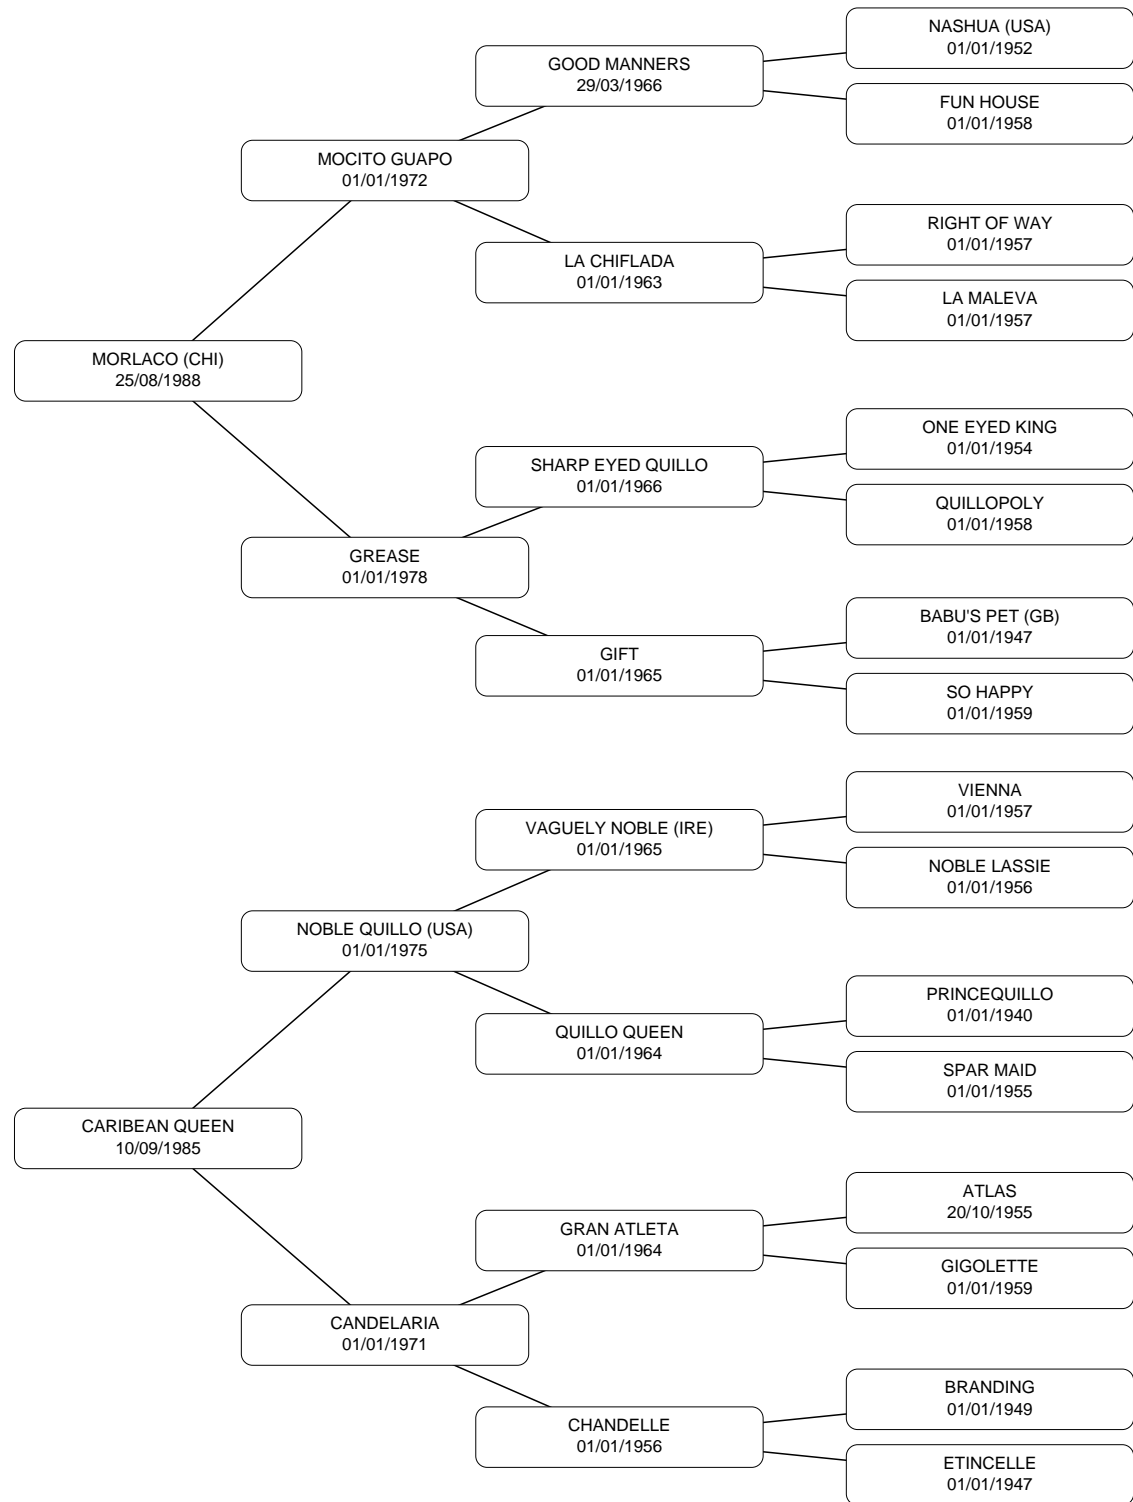 NASHUA (USA)
01/01/1952
GOOD MANNERS
29/03/1966
FUN HOUSE
01/01/1958
MOCITO GUAPO
01/01/1972
RIGHT OF WAY
01/01/1957
LA CHIFLADA
01/01/1963
LA MALEVA
01/01/1957
MORLACO (CHI)
25/08/1988
ONE EYED KING
01/01/1954
SHARP EYED QUILLO
01/01/1966
QUILLOPOLY
01/01/1958
GREASE
01/01/1978
BABU'S PET (GB)
01/01/1947
GIFT
01/01/1965
SO HAPPY
01/01/1959
VIENNA
01/01/1957
VAGUELY NOBLE (IRE)
01/01/1965
NOBLE LASSIE
01/01/1956
NOBLE QUILLO (USA)
01/01/1975
PRINCEQUILLO
01/01/1940
QUILLO QUEEN
01/01/1964
SPAR MAID
01/01/1955
CARIBEAN QUEEN
10/09/1985
ATLAS
20/10/1955
GRAN ATLETA
01/01/1964
GIGOLETTE
01/01/1959
CANDELARIA
01/01/1971
BRANDING
01/01/1949
CHANDELLE
01/01/1956
ETINCELLE
01/01/1947